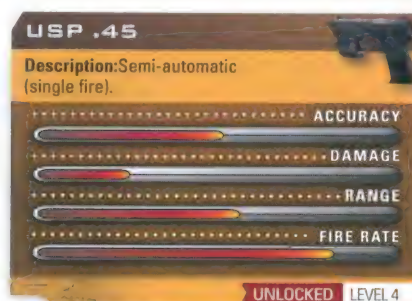 USP .45
Description:Semi-automatic
(single fire).
ACCURACY
DAMAGE
RANGE
FIRE RATE
UNLOCKED LEVEL 4